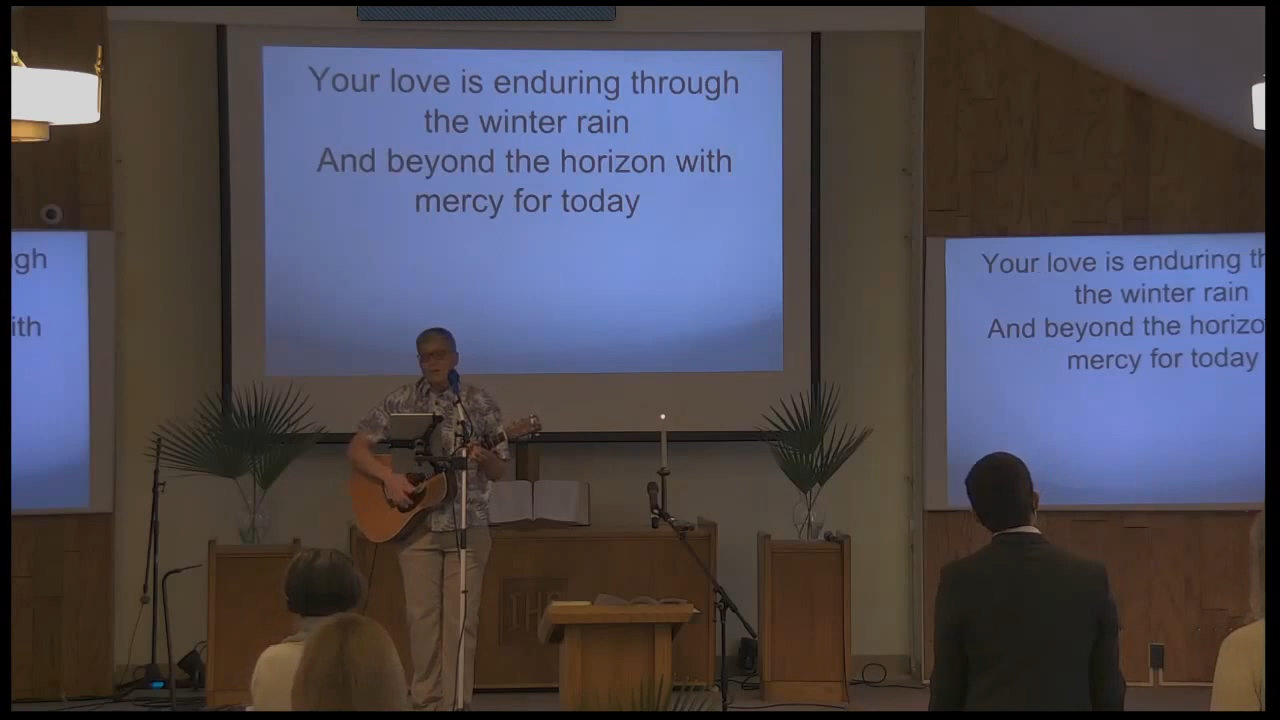 Your love is enduring through
the winter rain
And beyond the horizon with
mercy for today
gh
ith
Your love is enduring th
the winter rain
And beyond the horizo
mercy for today
IHS